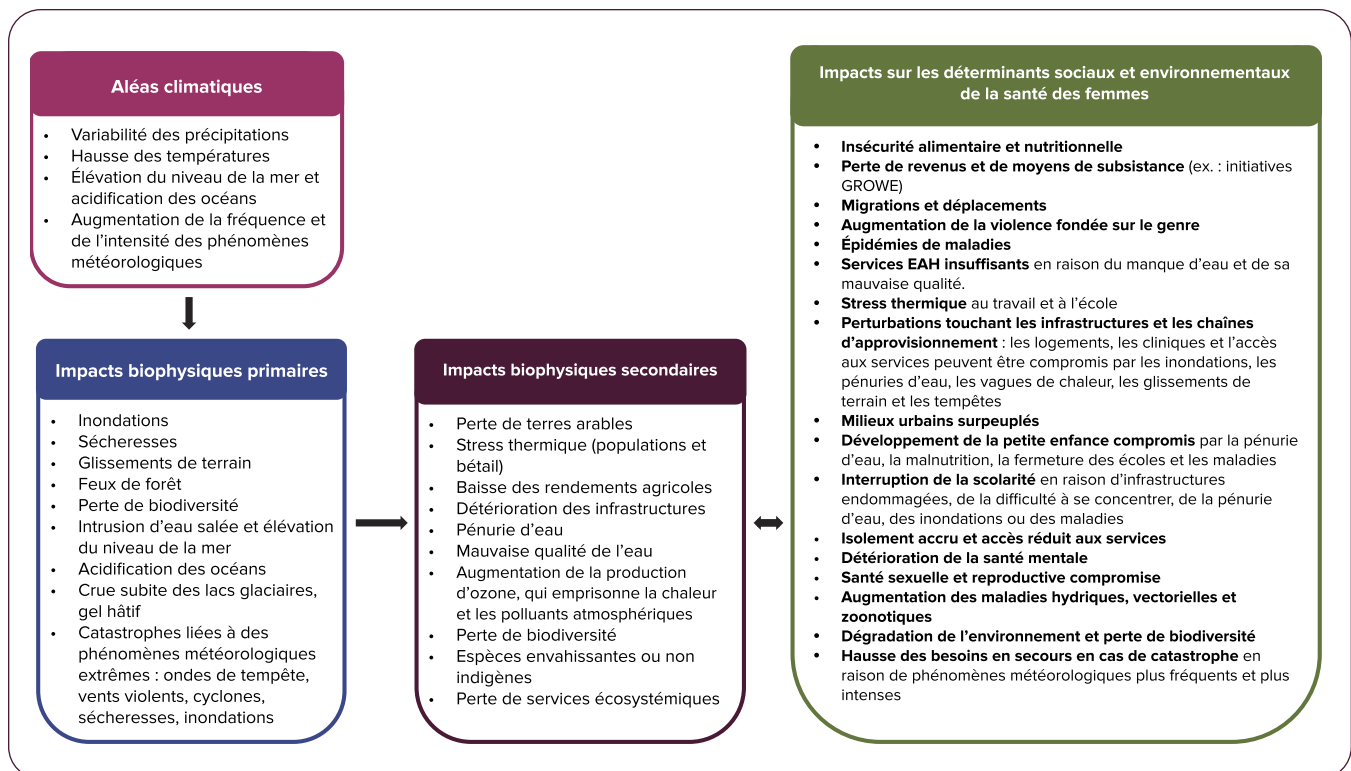 Aléas climatiques
• Variabilité des précipitations
• Hausse des températures
• Élévation du niveau de la mer et
acidification des océans
• Augmentation de la fréquence et
de l’intensité des phénomènes
météorologiques
Impacts biophysiques primaires
• Inondations
• Sécheresses
• Glissements de terrain
• Feux de forêt
• Perte de biodiversité
• Intrusion d’eau salée et élévation
du niveau de la mer
• Acidification des océans
• Crue subite des lacs glaciaires,
gel hâtif
• Catastrophes liées à des
phénomènes météorologiques
extrêmes : ondes de tempête,
vents violents, cyclones,
sécheresses, inondations
Impacts biophysiques secondaires
• Perte de terres arables
• Stress thermique (populations et
bétail)
• Baisse des rendements agricoles
• Détérioration des infrastructures
• Pénurie d’eau
• Mauvaise qualité de l’eau
• Augmentation de la production
d’ozone, qui emprisonne la chaleur
et les polluants atmosphériques
• Perte de biodiversité
• Espèces envahissantes ou non
indigènes
• Perte de services écosystémiques
Impacts sur les déterminants sociaux et environnementaux
de la santé des femmes
• Insécurité alimentaire et nutritionnelle
• Perte de revenus et de moyens de subsistance (ex. : initiatives
GROWE)
• Migrations et déplacements
• Augmentation de la violence fondée sur le genre
• Épidémies de maladies
• Services EAH insuffisants en raison du manque d’eau et de sa
mauvaise qualité.
• Stress thermique au travail et à l’école
• Perturbations touchant les infrastructures et les chaînes
d’approvisionnement : les logements, les cliniques et l’accès
aux services peuvent être compromis par les inondations, les
pénuries d’eau, les vagues de chaleur, les glissements de
terrain et les tempêtes
• Milieux urbains surpeuplés
• Développement de la petite enfance compromis par la pénurie
d’eau, la malnutrition, la fermeture des écoles et les maladies
• Interruption de la scolarité en raison d’infrastructures
endommagées, de la difficulté à se concentrer, de la pénurie
d’eau, des inondations ou des maladies
• Isolement accru et accès réduit aux services
• Détérioration de la santé mentale
• Santé sexuelle et reproductive compromise
• Augmentation des maladies hydriques, vectorielles et
zoonotiques
• Dégradation de l’environnement et perte de biodiversité
• Hausse des besoins en secours en cas de catastrophe en
raison de phénomènes météorologiques plus fréquents et plus
intenses